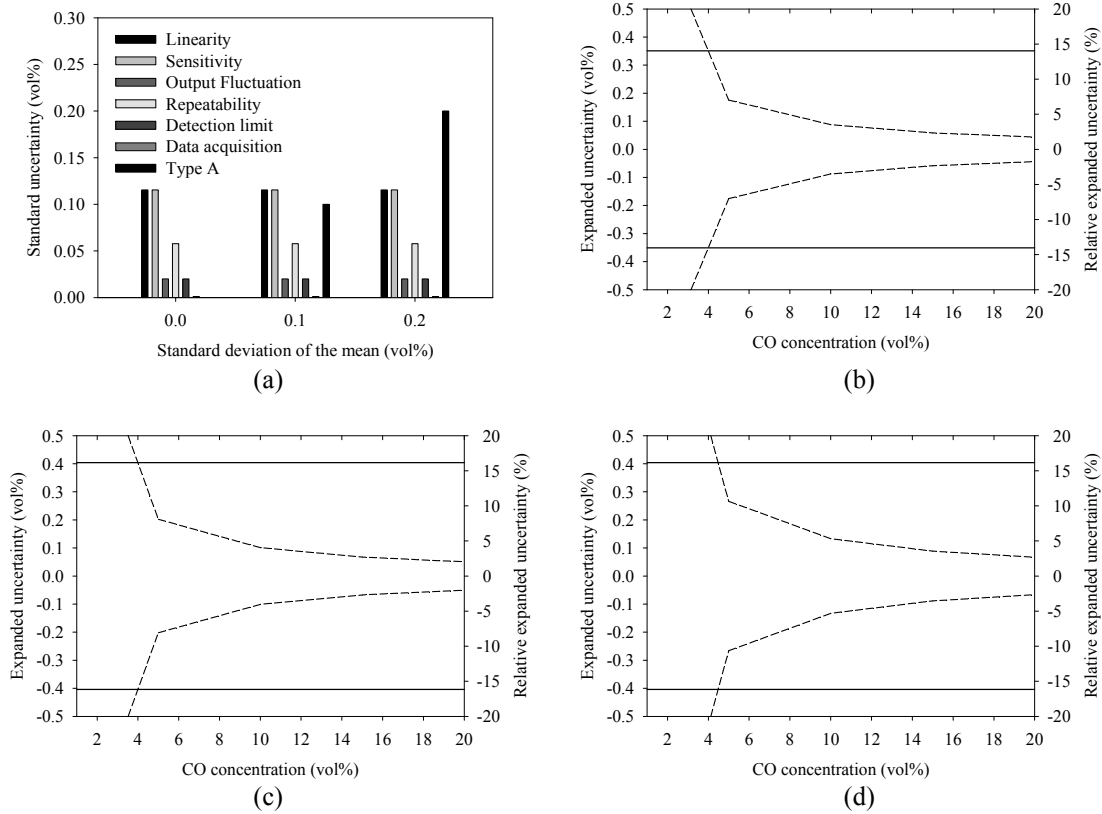 0.30
0.25
0.20
0.15
0.10
0.05
0.00
Standard uncertainty (vol%)
Linearity
Sensitivity
Output Fluctuation
Repeatability
Detection limit
Data acquisition
Type A
0.0 0.1 0.2
Standard deviation of the mean (vol%)
(a)
0.5
0.4
0.3
0.2
0.1
0.0
-0.1
-0.2
-0.3
-0.4
-0.5
Expanded uncertainty (vol%)
20
15
10
5
0
-5
-10
-15
-20
Relative expanded uncertainty (%)
2 4 6 8 10 12 14 16 18 20
CO concentration (vol%)
(b)
0.5
0.4
0.3
0.2
0.1
0.0
-0.1
-0.2
-0.3
-0.4
-0.5
Expanded uncertainty (vol%)
20
15
10
5
0
-5
-10
-15
-20
Relative expanded uncertainty (%)
2 4 6 8 10 12 14 16 18 20
CO concentration (vol%)
(c)
0.5
0.4
0.3
0.2
0.1
0.0
-0.1
-0.2
-0.3
-0.4
-0.5
Expanded uncertainty (vol%)
20
15
10
5
0
-5
-10
-15
-20
Relative expanded uncertainty (%)
2 4 6 8 10 12 14 16 18 20
CO concentration (vol%)
(d)